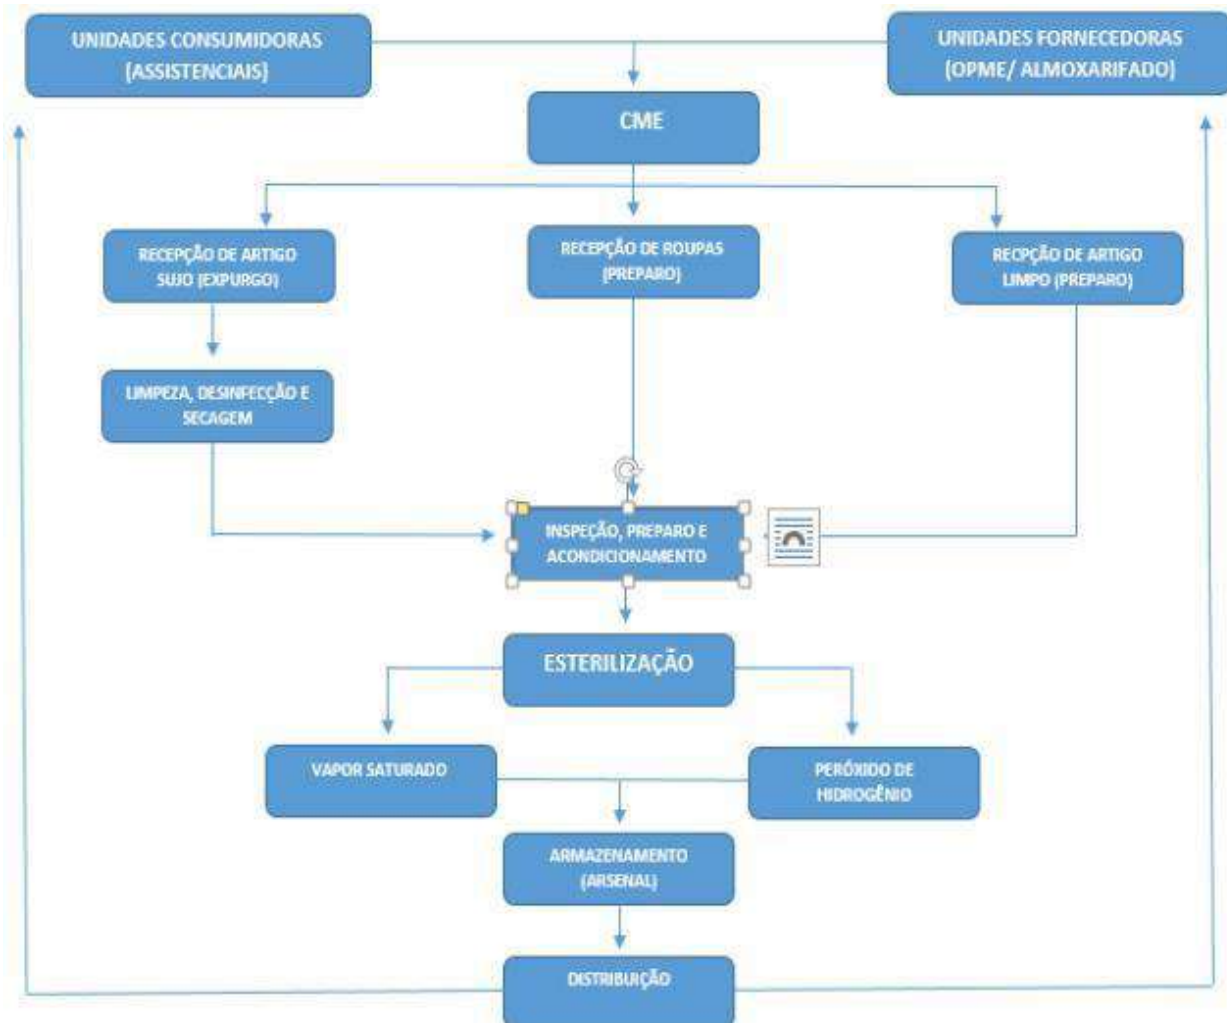 UNIDADES CONSUMIDORAS
(ASSISTENCIAIS)
UNIDADES FORNECEDORAS
(OPME/ ALMOXARIFADO)
CME
RECEPÇÃO DE ARTIGO
SUJO (EXPURGO)
RECEPÇÃO DE ROUPAS
(PREPARO)
RECPÇÃO DE ARTIGO
LIMPO (PREPARO)
LIMPEZA, DESINFECÇÃO E
SECAGEM
INSPEÇÃO, PREPARO E
ACONDICIONAMENTO
ESTERILIZAÇÃO
VAPOR SATURADO
PERÓXIDO DE
HIDROGÊNIO
ARMAZENAMENTO
(ARSENAL)
DISTRIBUIÇÃO